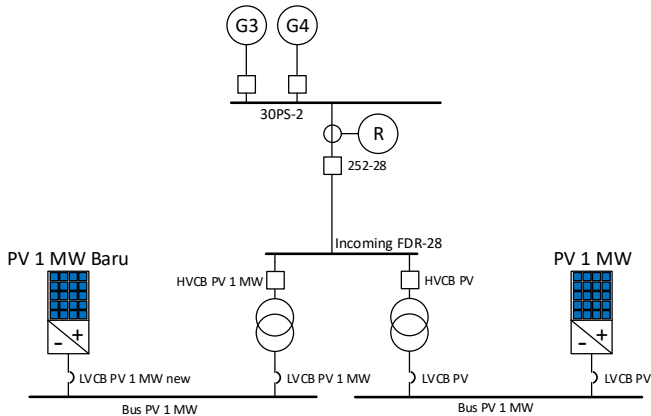 G3
G4
30PS-2
R
252-28
Incoming FDR-28
PV 1 MW Baru
PV 1 MW
HVCB PV 1 MW
HVCB PV
- +
- +
LVCB PV 1 MW new
LVCB PV 1 MW
LVCB PV
LVCB PV
Bus PV 1 MW
Bus PV 1 MW